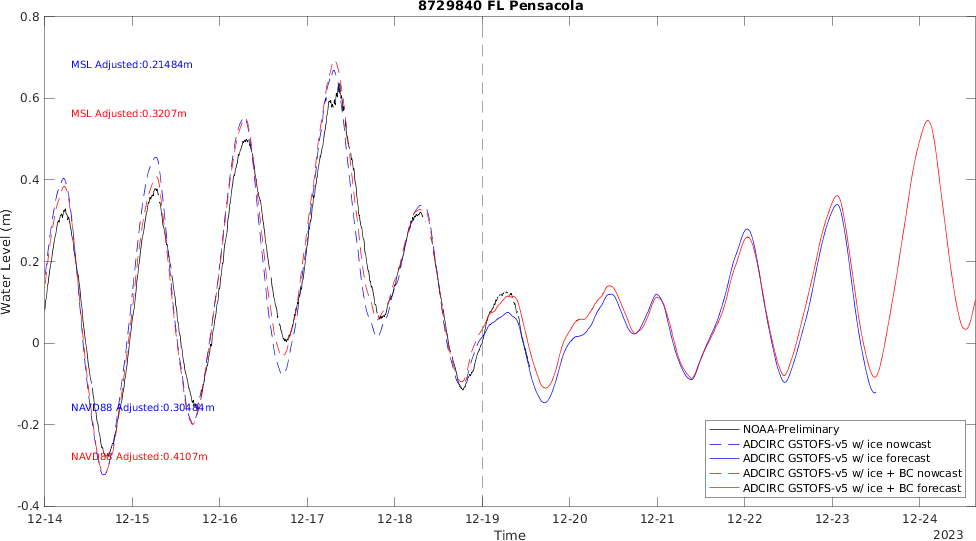 8729840 FL Pensacola
0.8
0.6
0.4
0.2
0
-0.2
-0.4
Water Level (m)
MSL Adjusted:0.21484m
MSL Adjusted:0.3207m
NAVD88 Adjusted:0.30484m
NAVD88 Adjusted:0.4107m
NOAA-Preliminary
ADCIRC GSTOFS-v5 w/ ice nowcast
ADCIRC GSTOFS-v5 w/ ice forecast
ADCIRC GSTOFS-v5 w/ ice + BC nowcast
ADCIRC GSTOFS-v5 w/ ice + BC forecast
12-14 12-15 12-16 12-17 12-18 12-19 12-20 12-21 12-22 12-23 12-24
Time
2023